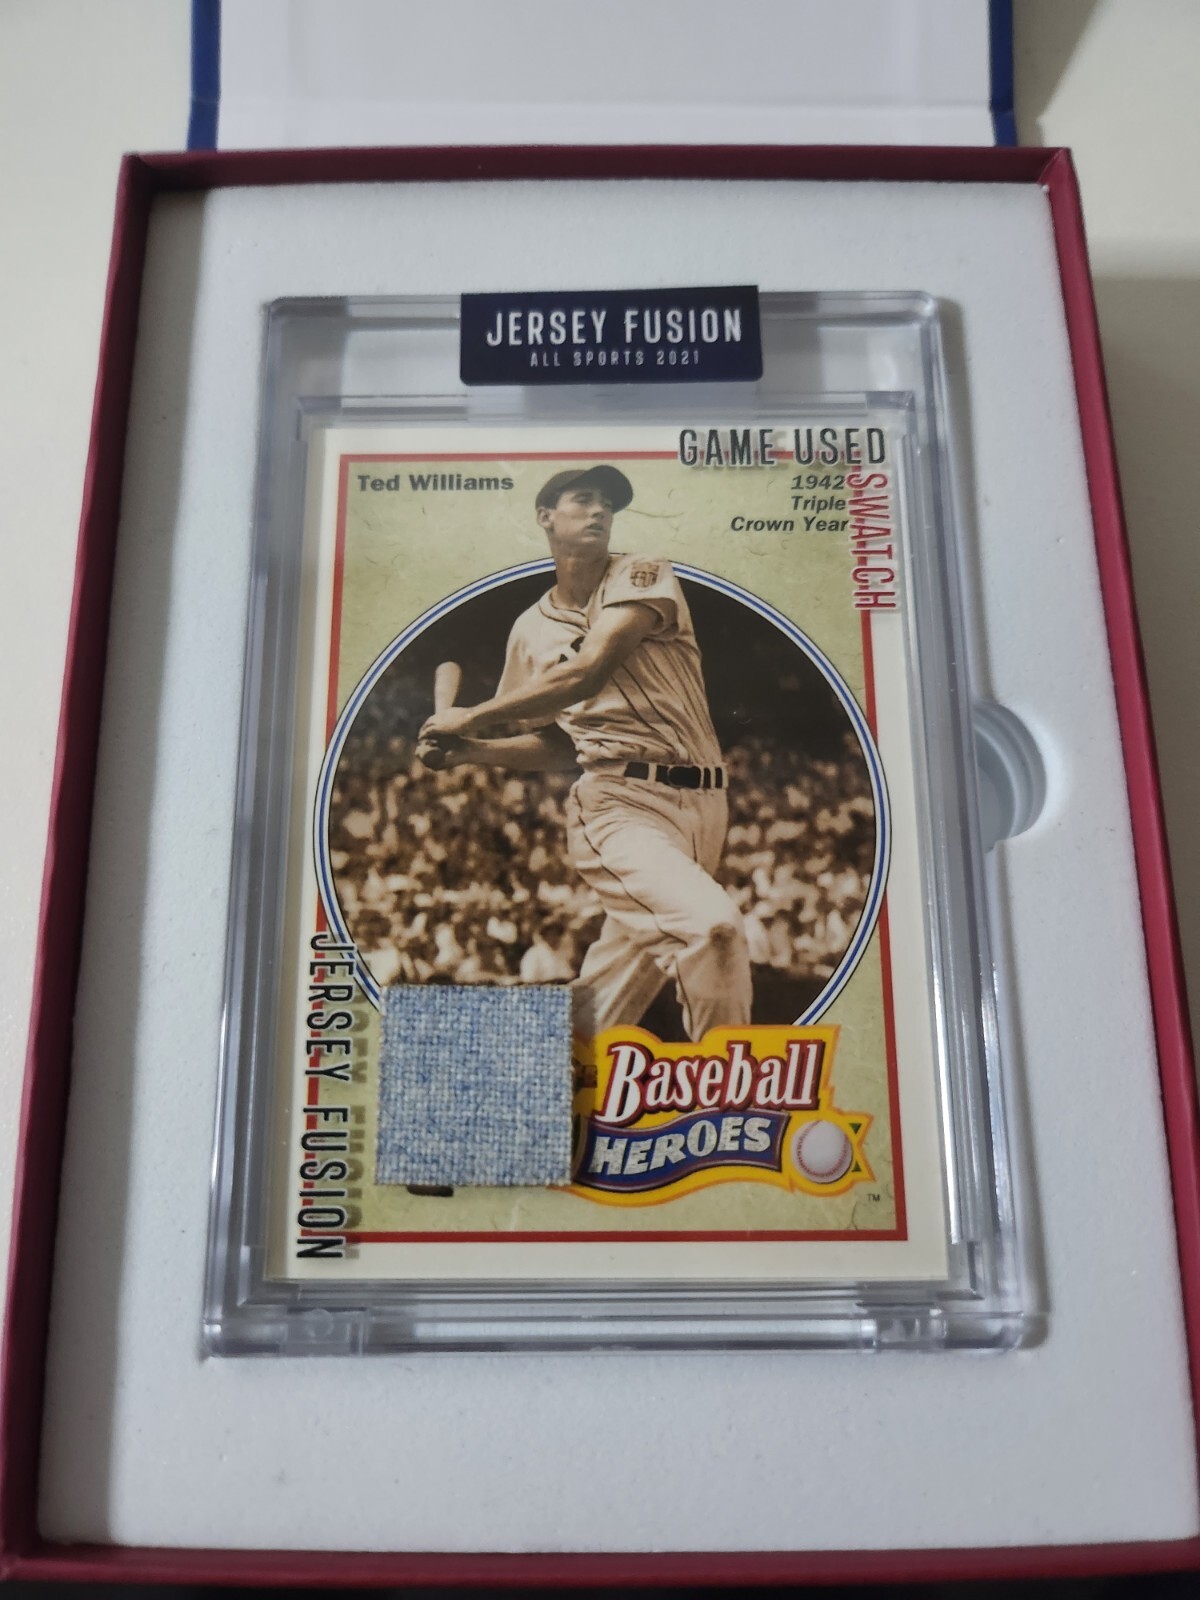 JERSEY FUSION
ALL SPORTS 2021
GAME USED
SWATCH
Ted Williams
1942
Triple
Crown Year
JERSEY FUSION
Baseball
HEROES
TM